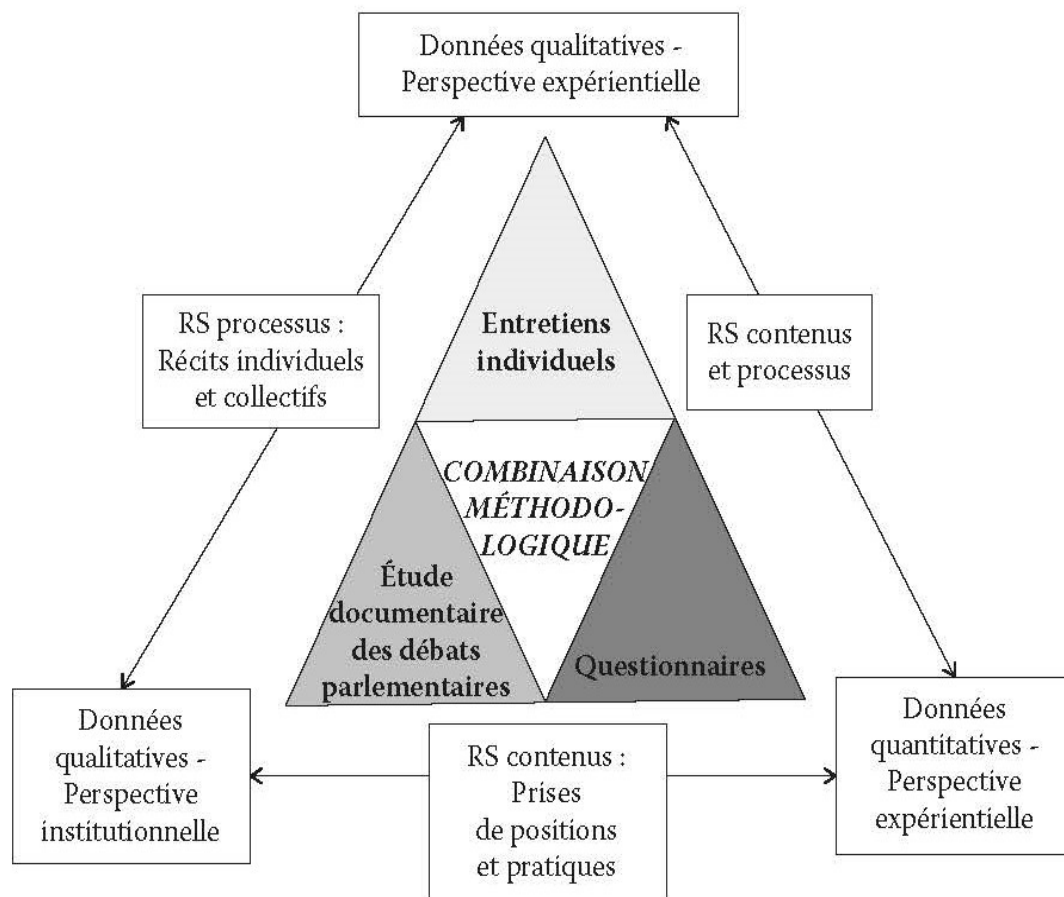 Données qualitatives -
Perspective expérientielle
RS processus :
Récits individuels
et collectifs
Entretiens
individuels
RS contenus
et processus
COMBINAISON
MÉTHODO-
LOGIQUE
Étude
documentaire
des débats
parlementaires
Questionnaires
Données
qualitatives -
Perspective
institutionnelle
RS contenus :
Prises
de positions
et pratiques
Données
quantitatives -
Perspective
expérientielle